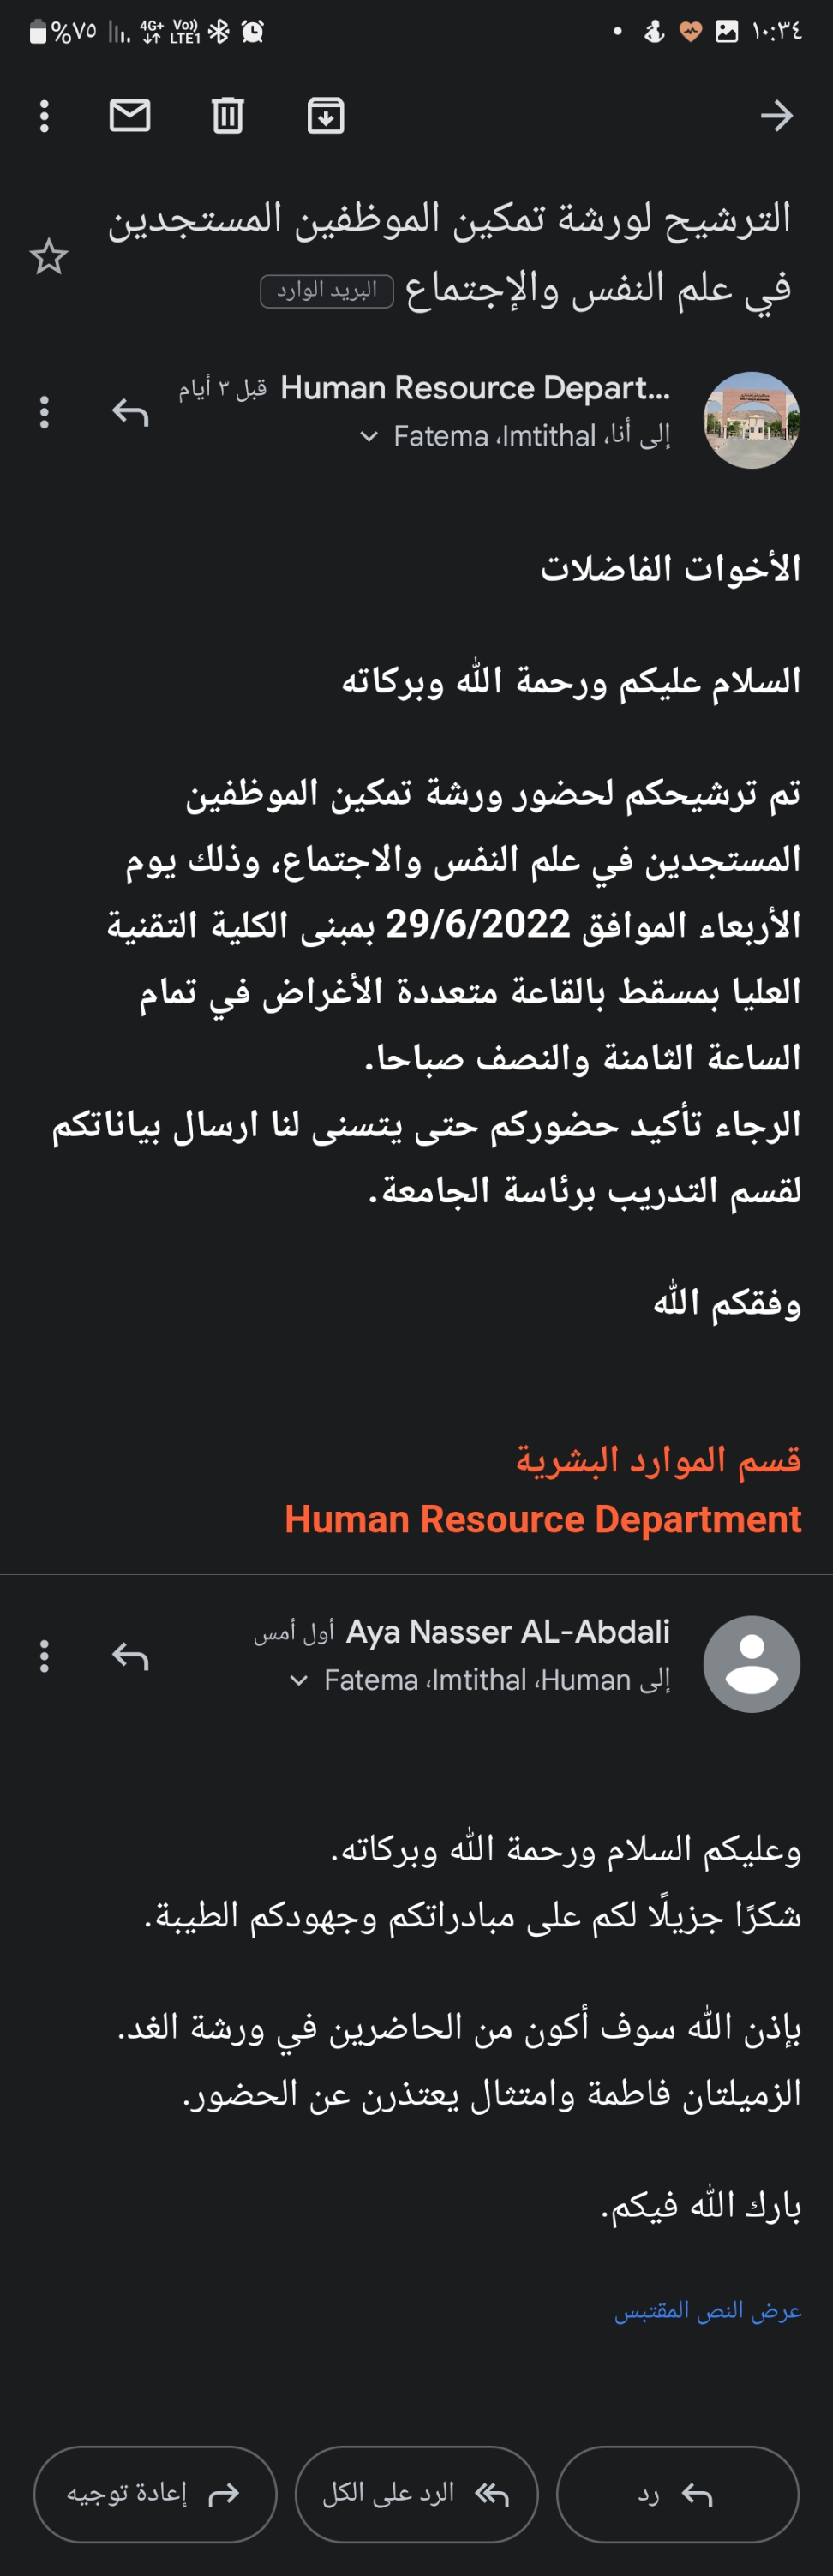 ١٠:٣٤
%٧٥
4G+ Vo))
LTE1
الترشيح لورشة تمكين الموظفين المستجدين
في علم النفس والإجتماع البريد الوارد
Human Resource Depart... قبل ٣ أيام
إلى أنا، Imtithal، Fatema
الأخوات الفاضلات
السلام عليكم ورحمة الله وبركاته
تم ترشيحكم لحضور ورشة تمكين الموظفين
المستجدين في علم النفس والاجتماع، وذلك يوم
الأربعاء الموافق 29/6/2022 بمبنى الكلية التقنية
العليا بمسقط بالقاعة متعددة الأغراض في تمام
الساعة الثامنة والنصف صباحا.
الرجاء تأكيد حضوركم حتى يتسنى لنا ارسال بياناتكم
لقسم التدريب برئاسة الجامعة.
وفقكم الله
قسم الموارد البشرية
Human Resource Department
Aya Nasser AL-Abdali أول أمس
إلى Human، Imtithal، Fatema
وعليكم السلام ورحمة الله وبركاته.
شكرًا جزيلًا لكم على مبادراتكم وجهودكم الطيبة.
بإذن الله سوف أكون من الحاضرين في ورشة الغد.
الزميلتان فاطمة وامتثال يعتذرن عن الحضور.
بارك الله فيكم.
عرض النص المقتبس
رد
الرد على الكل
إعادة توجيه